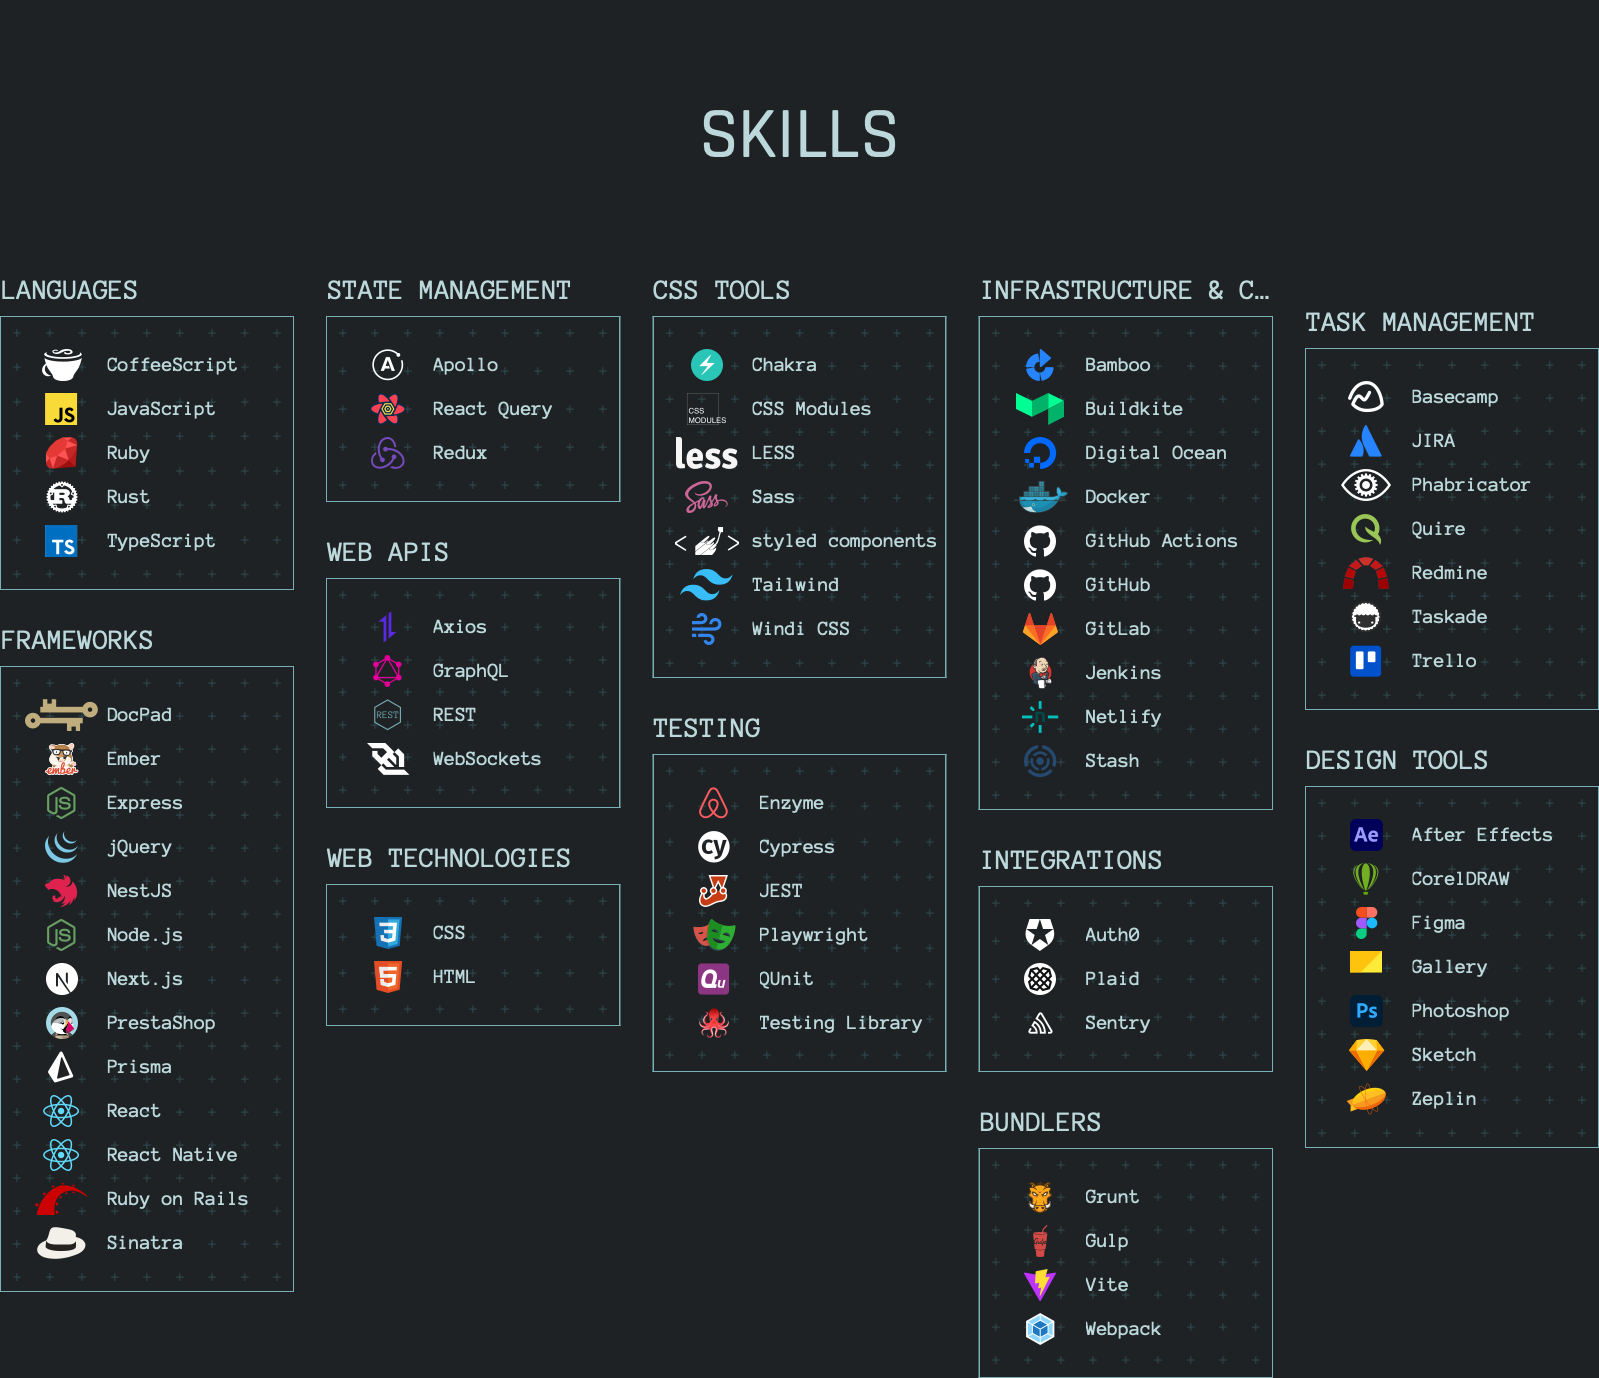 SKILLS
LANGUAGES
CoffeeScript
JS JavaScript
Ruby
R Rust
TS TypeScript
FRAMEWORKS
DocPad
ember Ember
JS Express
jQuery
NestJS
JS Node.js
N Next.js
PrestaShop
Prisma
React
React Native
Ruby on Rails
Sinatra
STATE MANAGEMENT
A Apollo
React Query
Redux
WEB APIS
Axios
GraphQL
REST REST
WebSockets
WEB TECHNOLOGIES
3 CSS
5 HTML
CSS TOOLS
Chakra
CSS MODULES CSS Modules
less LESS
Sass Sass
< > styled components
Tailwind
Windi CSS
TESTING
Enzyme
cy Cypress
JEST
Playwright
Qu QUnit
Testing Library
INFRASTRUCTURE & C…
Bamboo
Buildkite
Digital Ocean
Docker
GitHub Actions
GitHub
GitLab
Jenkins
n Netlify
Stash
INTEGRATIONS
Auth0
Plaid
Sentry
BUNDLERS
Grunt
Gulp
Vite
Webpack
TASK MANAGEMENT
Basecamp
JIRA
Phabricator
Quire
Redmine
Taskade
Trello
DESIGN TOOLS
Ae After Effects
CorelDRAW
Figma
Gallery
Ps Photoshop
Sketch
Zeplin